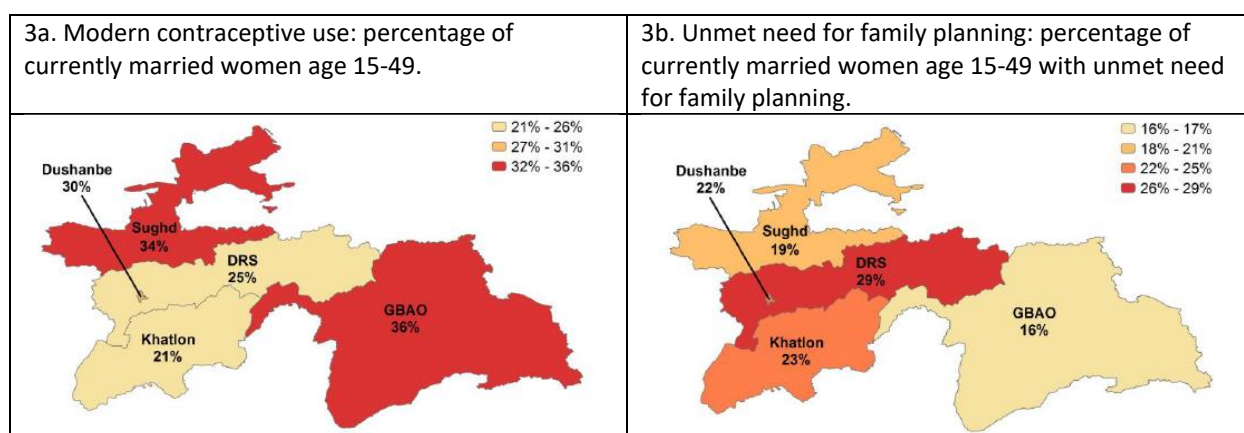 3a. Modern contraceptive use: percentage of
currently married women age 15-49.
3b. Unmet need for family planning: percentage of
currently married women age 15-49 with unmet need
for family planning.
21% - 26%
27% - 31%
32% - 36%
Dushanbe
30%
Sughd
34%
DRS
25%
GBAO
36%
Khatlon
21%
16% - 17%
18% - 21%
22% - 25%
26% - 29%
Dushanbe
22%
Sughd
19%
DRS
29%
GBAO
16%
Khatlon
23%